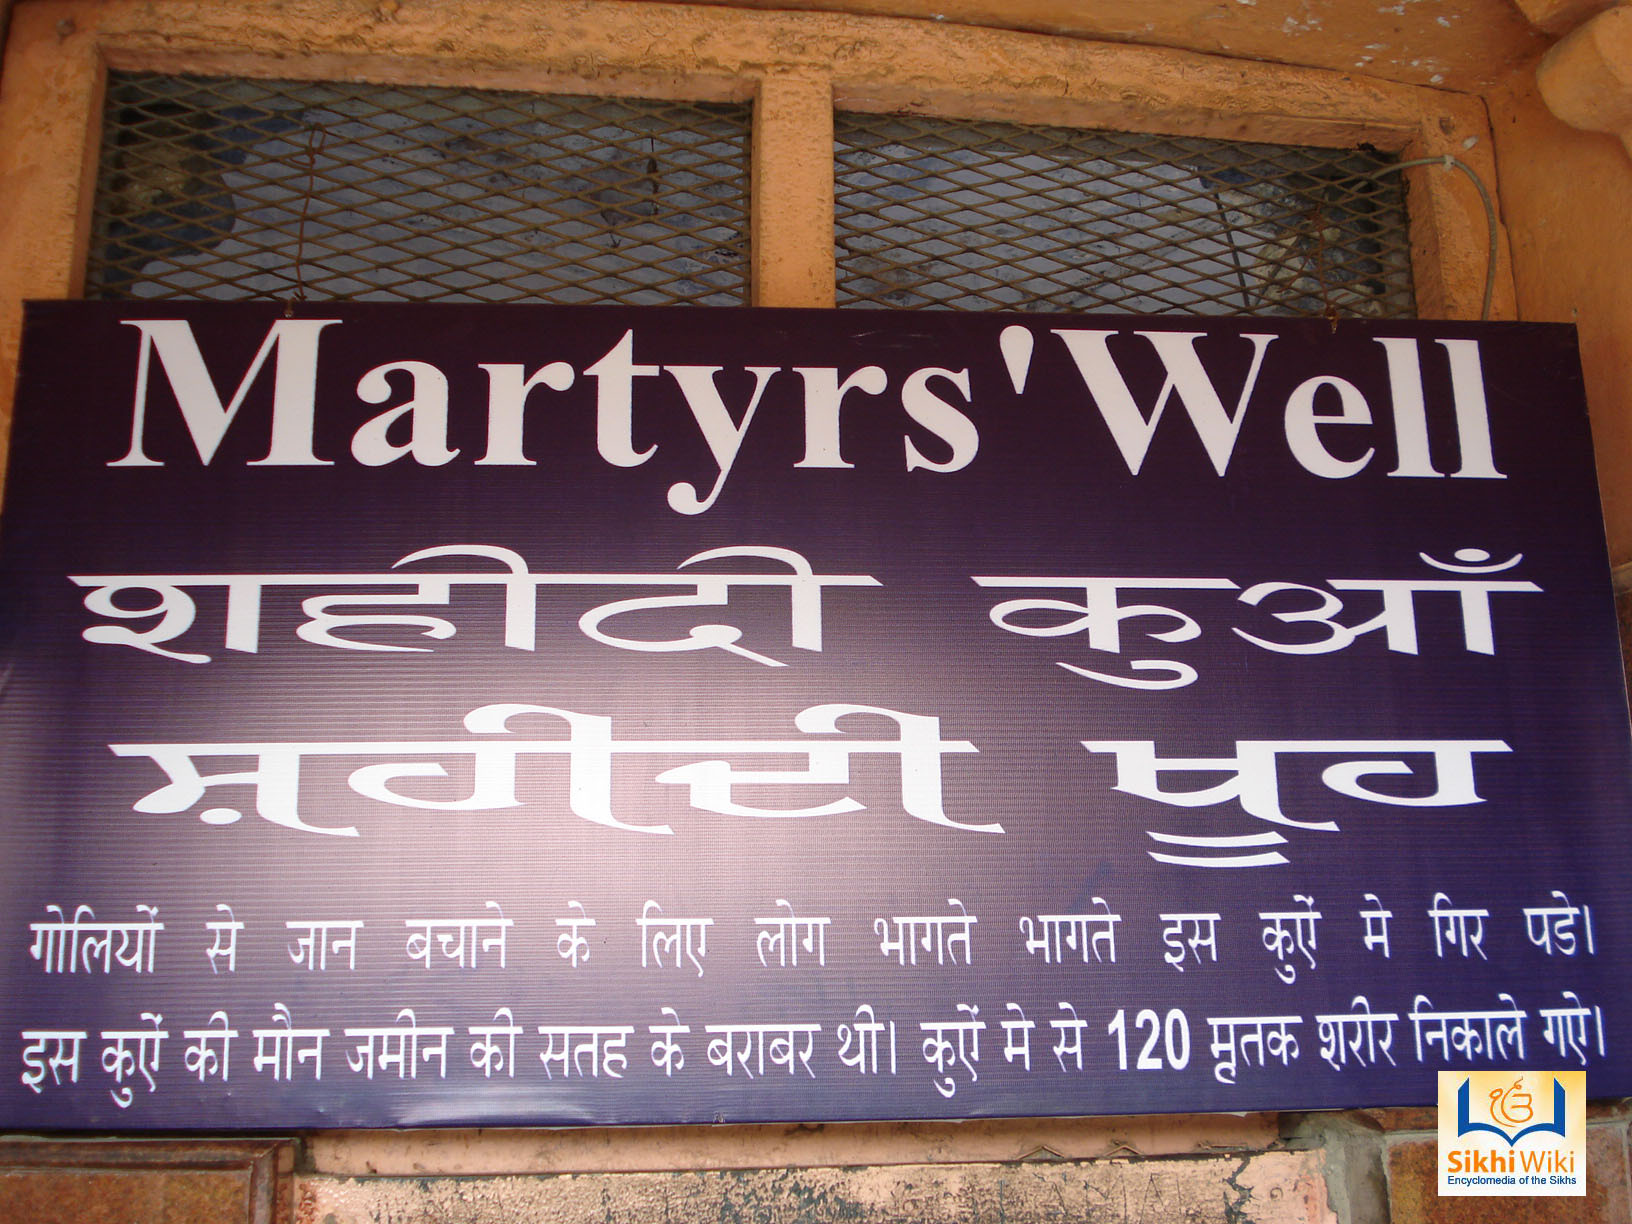 Martyrs' Well
शहीदी कुआँ
ਸ਼ਹੀਦੀ ਖੂਹ
गोलियों से जान बचाने के लिए लोग भागते भागते इस कुऐं मे गिर पडे।
इस कुऐं की मौन जमीन की सतह के बराबर थी। कुऐं मे से 120 मृतक शरीर निकाले गऐ।
SikhiWiki
Encyclomedia of the Sikhs